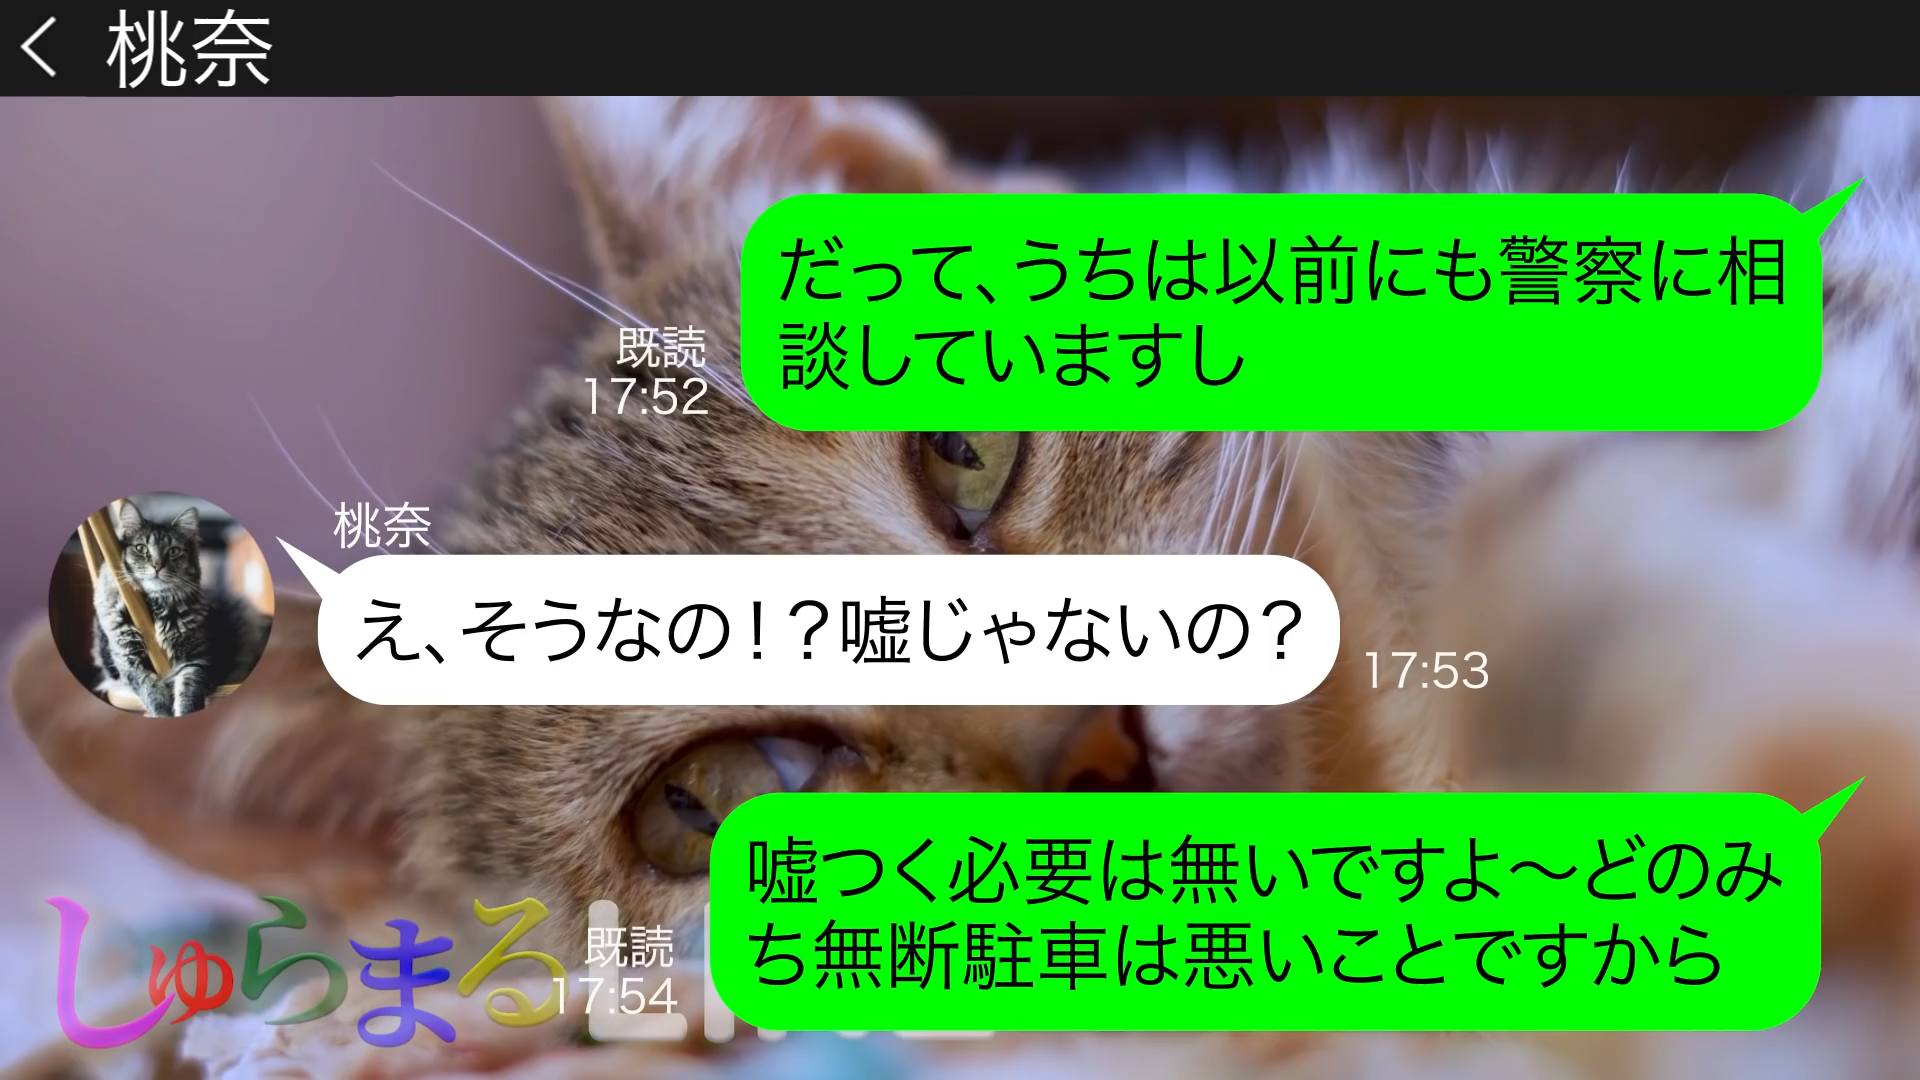 桃奈
だって、うちは以前にも警察に相
談していますし
既読
17:52
桃奈
え、そうなの！？嘘じゃないの？
17:53
嘘つく必要は無いですよ～どのみ
ち無断駐車は悪いことですから
既読
17:54
しゅらまる